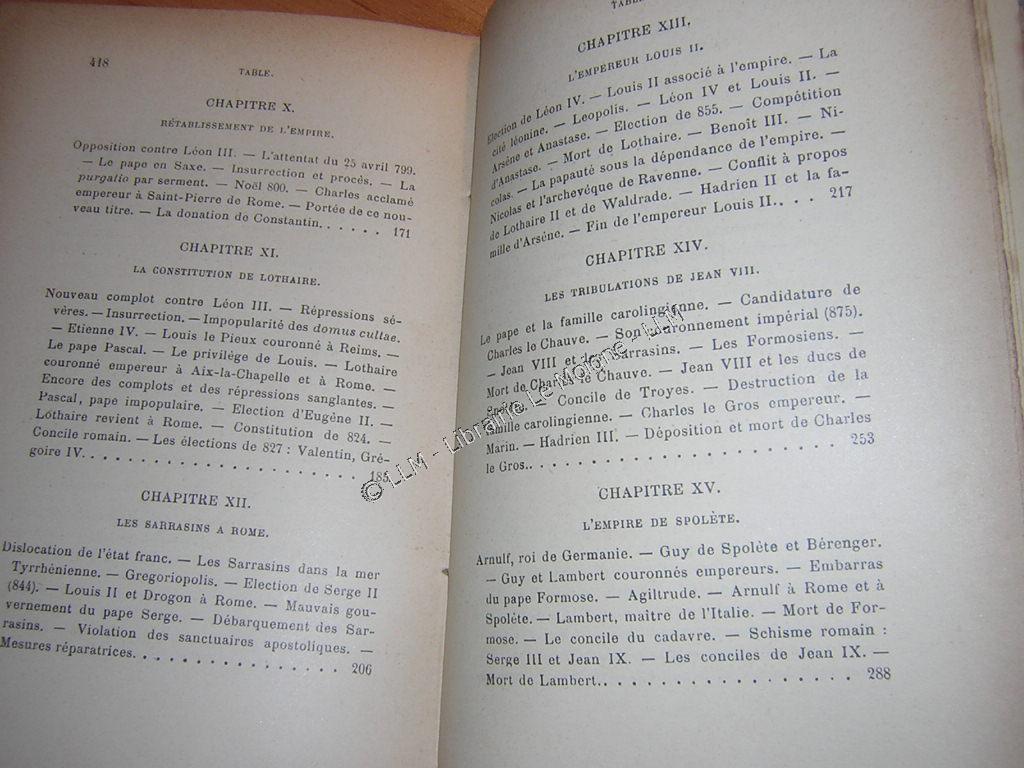 418
TABLE.
CHAPITRE X.
RÉTABLISSEMENT DE L'EMPIRE.
Opposition contre Léon III. — L'attentat du 25 avril 799.
— Le pape en Saxe. — Insurrection et procès. — La
purgatio par serment. — Noël 800. — Charles acclamé
empereur à Saint-Pierre de Rome. — Portée de ce nou-
veau titre. — La donation de Constantin. . . . . . 171
CHAPITRE XI.
LA CONSTITUTION DE LOTHAIRE.
Nouveau complot contre Léon III. — Répressions sé-
vères. — Insurrection. — Impopularité des domus cultae.
— Etienne IV. — Louis le Pieux couronné à Reims. —
Le pape Pascal. — Le privilège de Louis. — Lothaire
couronné empereur à Aix-la-Chapelle et à Rome. —
Encore des complots et des répressions sanglantes. —
Pascal, pape impopulaire. — Election d'Eugène II. —
Lothaire revient à Rome. — Constitution de 824. —
Concile romain. — Les élections de 827 : Valentin, Gré-
goire IV. . . . . . . . . . . . . . . . . . 185
CHAPITRE XII.
LES SARRASINS A ROME.
Dislocation de l'état franc. — Les Sarrasins dans la mer
Tyrrhénienne. — Gregoriopolis. — Election de Serge II
(844). — Louis II et Drogon à Rome. — Mauvais gou-
vernement du pape Serge. — Débarquement des Sar-
rasins. — Violation des sanctuaires apostoliques. —
Mesures réparatrices. . . . . . . . . . . . . . 206
TABLE
CHAPITRE XIII.
L'EMPEREUR LOUIS II.
Election de Léon IV. — Louis II associé à l'empire. — La
cité léonine. — Leopolis. — Léon IV et Louis II. —
Arsène et Anastase. — Election de 855. — Compétition
d'Anastase. — Mort de Lothaire. — Benoît III. — Ni-
colas. — La papauté sous la dépendance de l'empire. —
Nicolas et l'archevêque de Ravenne. — Conflit à propos
de Lothaire II et de Waldrade. — Hadrien II et la fa-
mille d'Arsène. — Fin de l'empereur Louis II. . . . 217
CHAPITRE XIV.
LES TRIBULATIONS DE JEAN VIII.
Le pape et la famille carolingienne. — Candidature de
Charles le Chauve. — Son couronnement impérial (875).
— Jean VIII et les Sarrasins. — Les Formosiens. —
Mort de Charles le Chauve. — Jean VIII et les ducs de
Spolète. — Concile de Troyes. — Destruction de la
famille carolingienne. — Charles le Gros empereur. —
Marin. — Hadrien III. — Déposition et mort de Charles
le Gros. . . . . . . . . . . . . . . . . . . 253
CHAPITRE XV.
L'EMPIRE DE SPOLÈTE.
Arnulf, roi de Germanie. — Guy de Spolète et Bérenger.
— Guy et Lambert couronnés empereurs. — Embarras
du pape Formose. — Agiltrude. — Arnulf à Rome et à
Spolète. — Lambert, maître de l'Italie. — Mort de For-
mose. — Le concile du cadavre. — Schisme romain :
Serge III et Jean IX. — Les conciles de Jean IX. —
Mort de Lambert. . . . . . . . . . . . . . . 288
© LLM - Librairie Le Molène - LLM